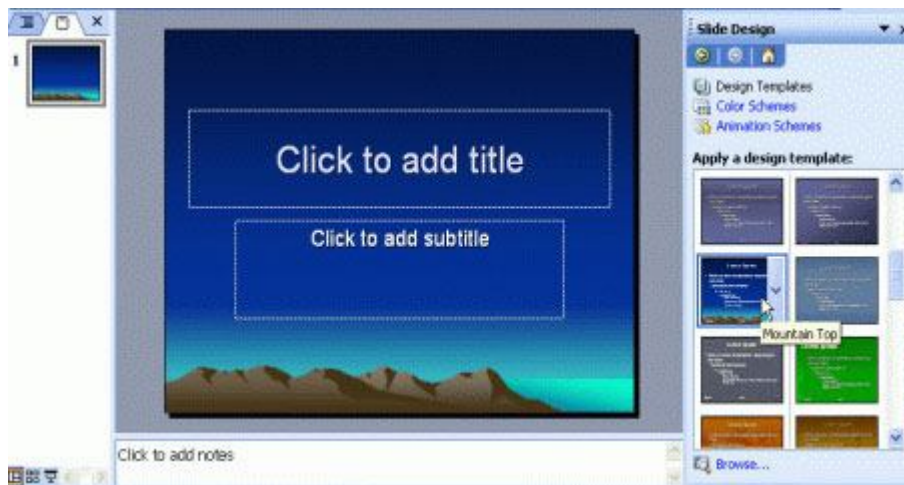 1
Click to add title
Click to add subtitle
Click to add notes
Slide Design
Design Templates
Color Schemes
Animation Schemes
Apply a design template:
Mountain Top
Browse...